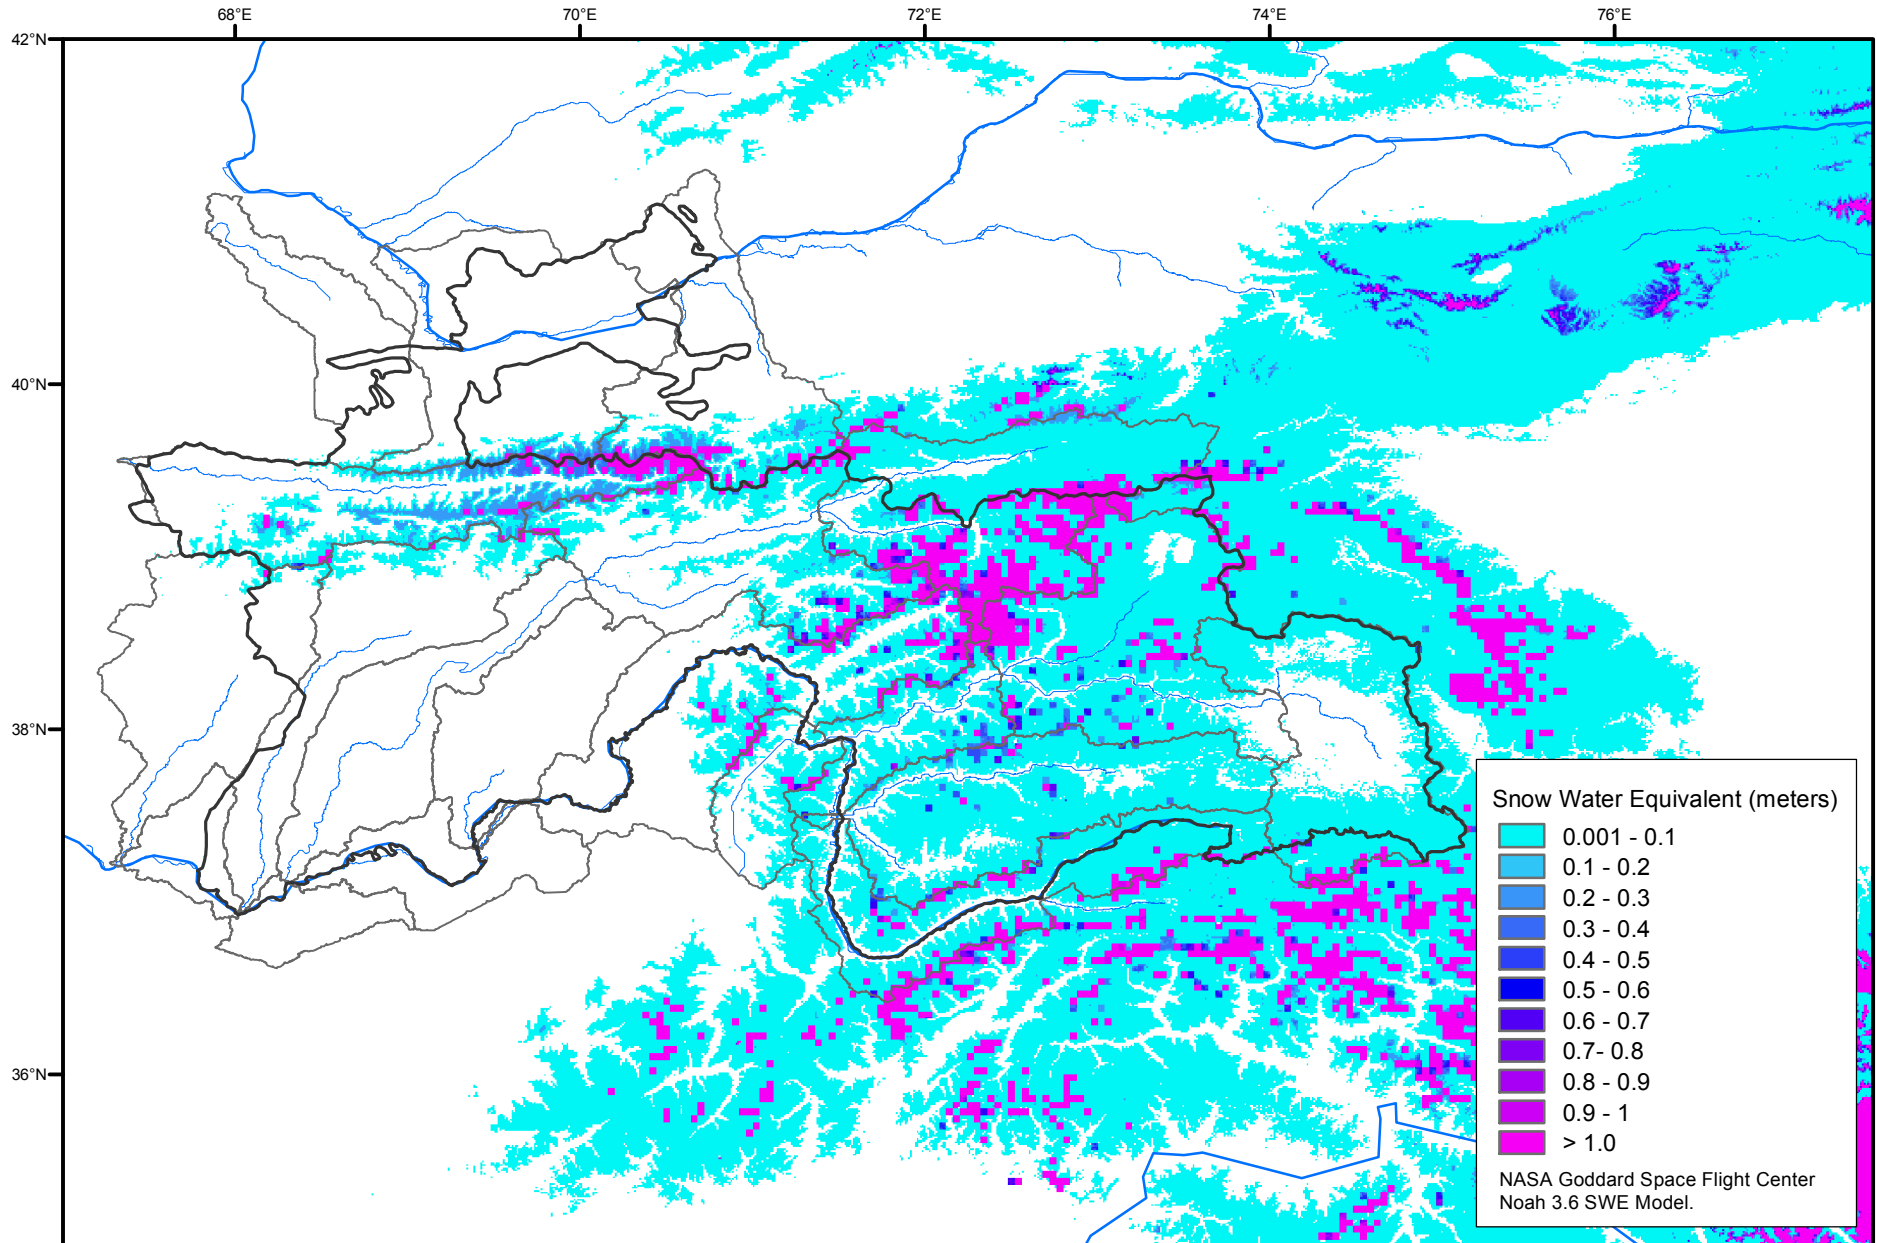 68°E
70°E
72°E
74°E
76°E
42°N
40°N
38°N
36°N
Snow Water Equivalent (meters)
0.001 - 0.1
0.1 - 0.2
0.2 - 0.3
0.3 - 0.4
0.4 - 0.5
0.5 - 0.6
0.6 - 0.7
0.7- 0.8
0.8 - 0.9
0.9 - 1
> 1.0
NASA Goddard Space Flight Center
Noah 3.6 SWE Model.